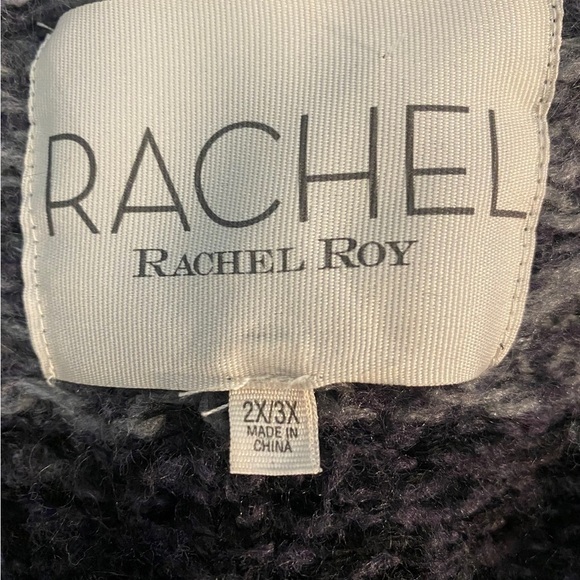 RACHEL
RACHEL ROY
2X/3X
MADE IN
CHINA